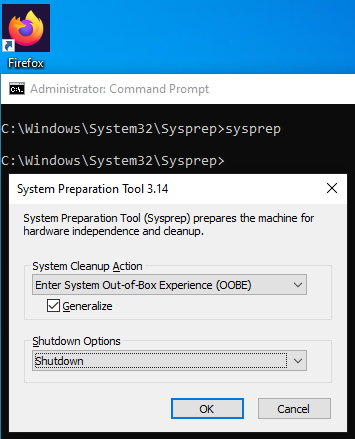 Firefox
Administrator: Command Prompt
C:\Windows\System32\Sysprep>sysprep
C:\Windows\System32\Sysprep>
System Preparation Tool 3.14
System Preparation Tool (Sysprep) prepares the machine for
hardware independence and cleanup.
System Cleanup Action
Enter System Out-of-Box Experience (OOBE)
Generalize
Shutdown Options
Shutdown
OK
Cancel